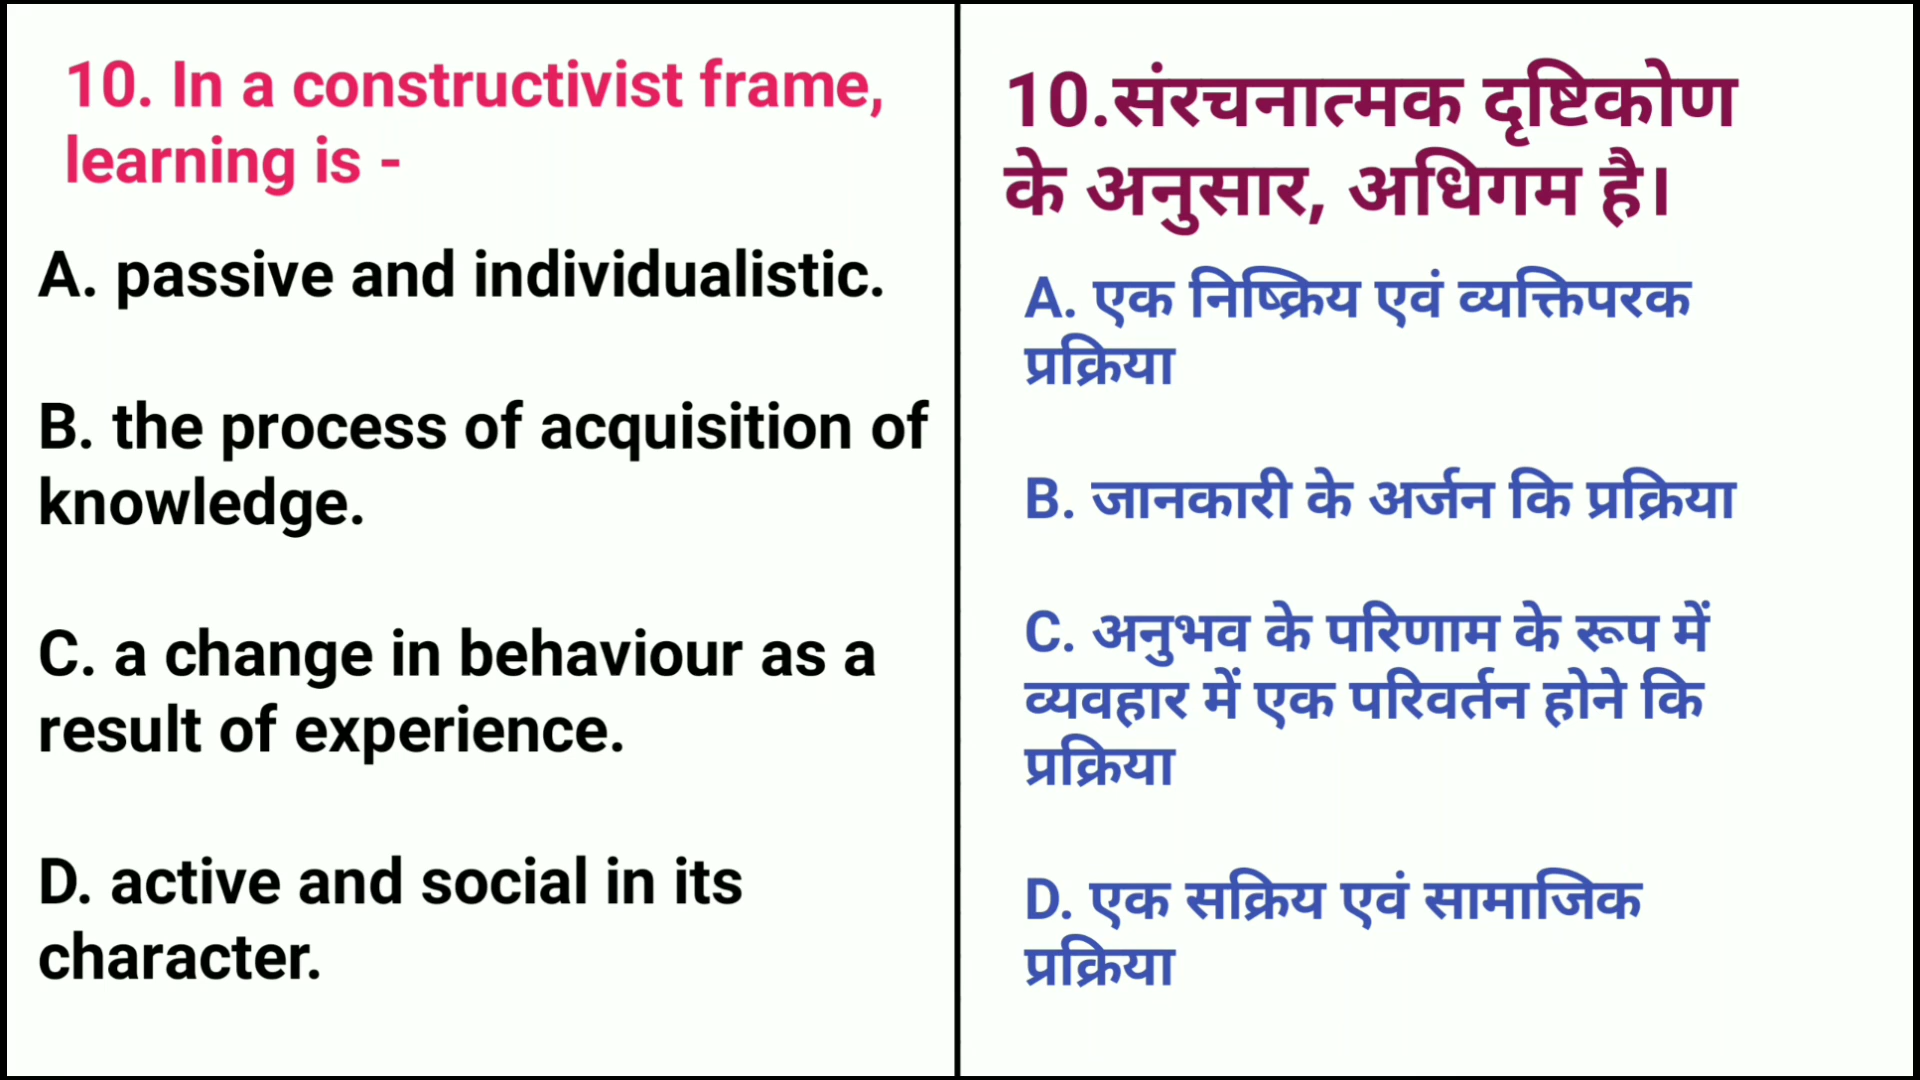 10. In a constructivist frame,
learning is -
A. passive and individualistic.
B. the process of acquisition of
knowledge.
C. a change in behaviour as a
result of experience.
D. active and social in its
character.
10.संरचनात्मक दृष्टिकोण
के अनुसार, अधिगम है।
A. एक निष्क्रिय एवं व्यक्तिपरक
प्रक्रिया
B. जानकारी के अर्जन कि प्रक्रिया
C. अनुभव के परिणाम के रूप में
व्यवहार में एक परिवर्तन होने कि
प्रक्रिया
D. एक सक्रिय एवं सामाजिक
प्रक्रिया